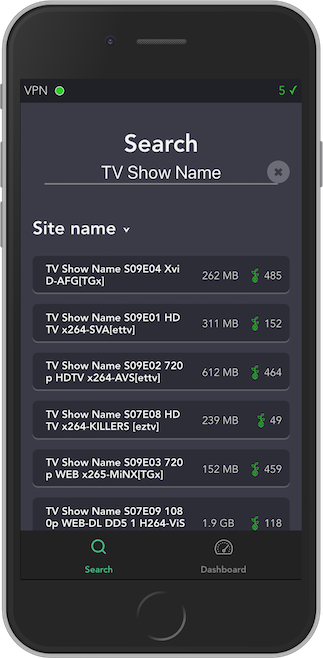 VPN 5 ✓
Search
TV Show Name
Site name
TV Show Name S09E04 Xvi
D-AFG[TGx]
262 MB 485
TV Show Name S09E01 HD
TV x264-SVA[ettv]
311 MB 152
TV Show Name S09E02 720
p HDTV x264-AVS[ettv]
612 MB 464
TV Show Name S07E08 HD
TV x264-KILLERS [eztv]
239 MB 49
TV Show Name S09E03 720
p WEB x265-MiNX[TGx]
152 MB 459
TV Show Name S07E09 108
0p WEB-DL DD5 1 H264-ViS
1.9 GB 118
Search Dashboard